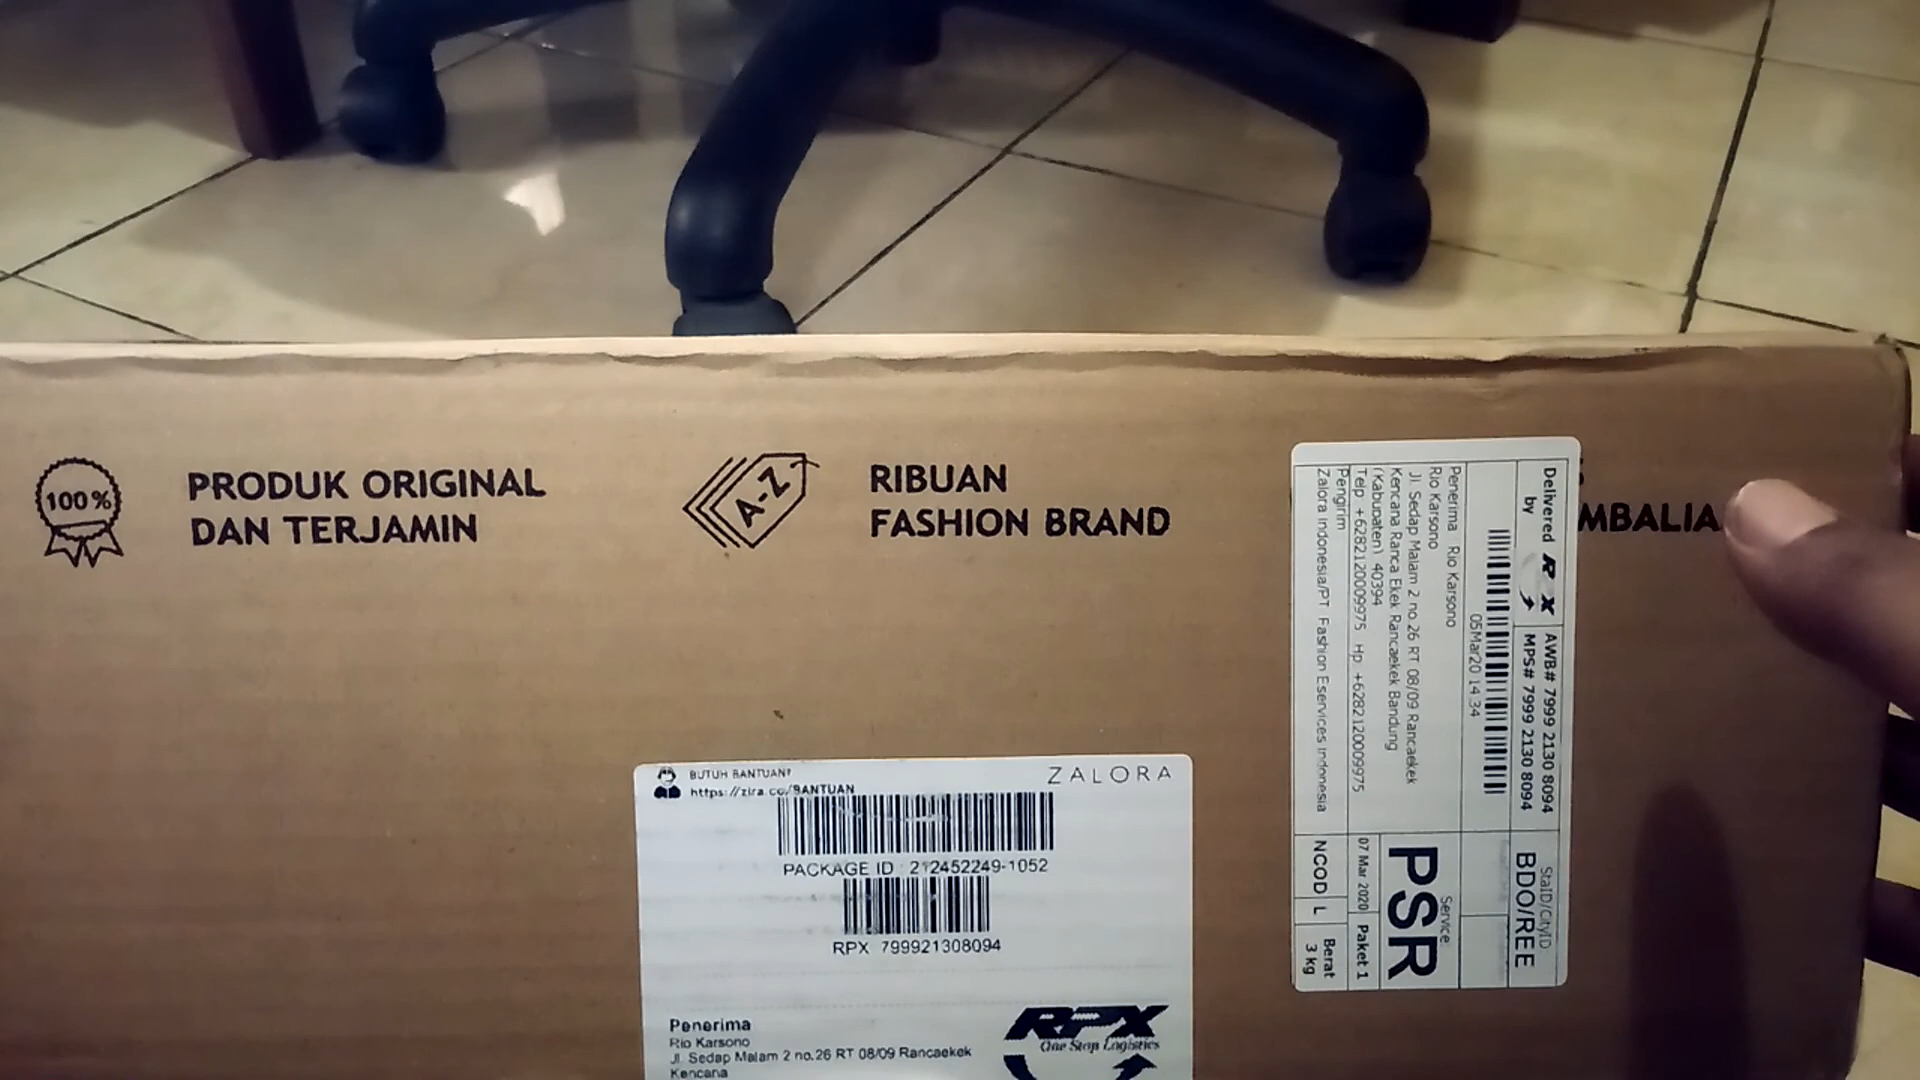 100%
PRODUK ORIGINAL
DAN TERJAMIN
A-Z
RIBUAN
FASHION BRAND
MBALIA
Delivered by RPX
AWB# 7999 2130 8094
MPS# 7999 2130 8094
StaID/CityID
BDO/REE
05Mar20 14.34
Penerima Rio Karsono
Rio Karsono
Jl. Sedap Malam 2 no.26 RT 08/09 Rancaekek
Kencana Ranca Ekek Rancaekek Bandung
(Kabupaten) 40394
Telp +6282120009975 Hp +6282120009975
Pengirim
Zalora Indonesia/PT Fashion Eservices Indonesia
Service:
PSR
07 Mar 2020
Paket 1
NCOD L
Berat
3 kg
BUTUH BANTUAN?
https://zlra.co/BANTUAN
ZALORA
PACKAGE ID : 212452249-1052
RPX 799921308094
Penerima
Rio Karsono
Jl. Sedap Malam 2 no.26 RT 08/09 Rancaekek
Kencana
RPX
One Stop Logistics